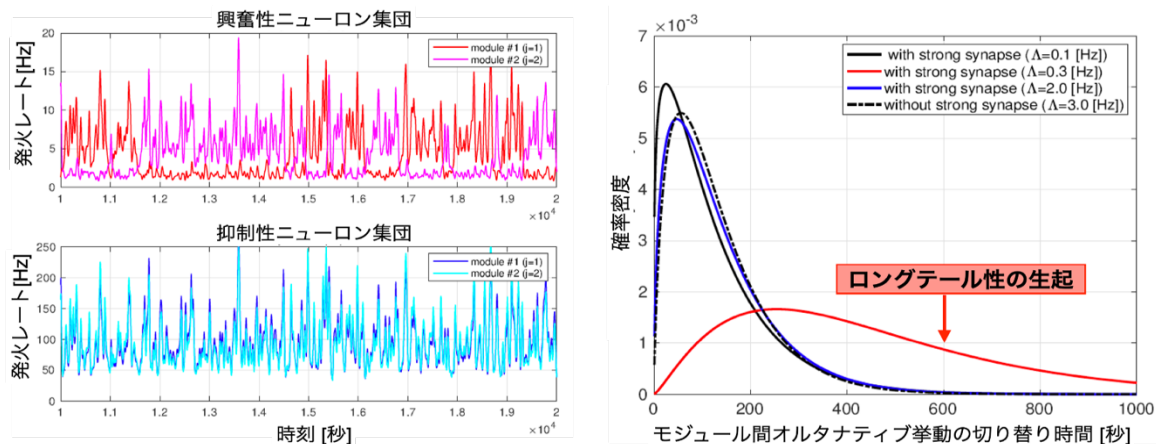 興奮性ニューロン集団
発火レート[Hz]
20
15
10
5
0
module #1 (j=1)
module #2 (j=2)
1 1.1 1.2 1.3 1.4 1.5 1.6 1.7 1.8 1.9 2
×10⁴
抑制性ニューロン集団
発火レート[Hz]
250
200
150
100
50
0
module #1 (j=1)
module #2 (j=2)
1 1.1 1.2 1.3 1.4 1.5 1.6 1.7 1.8 1.9 2
×10⁴
時刻 [秒]
×10⁻³
7
6
5
4
3
2
1
0
確率密度
with strong synapse (Λ=0.1 [Hz])
with strong synapse (Λ=0.3 [Hz])
with strong synapse (Λ=2.0 [Hz])
without strong synapse (Λ=3.0 [Hz])
ロングテール性の生起
0 200 400 600 800 1000
モジュール間オルタナティブ挙動の切り替り時間 [秒]